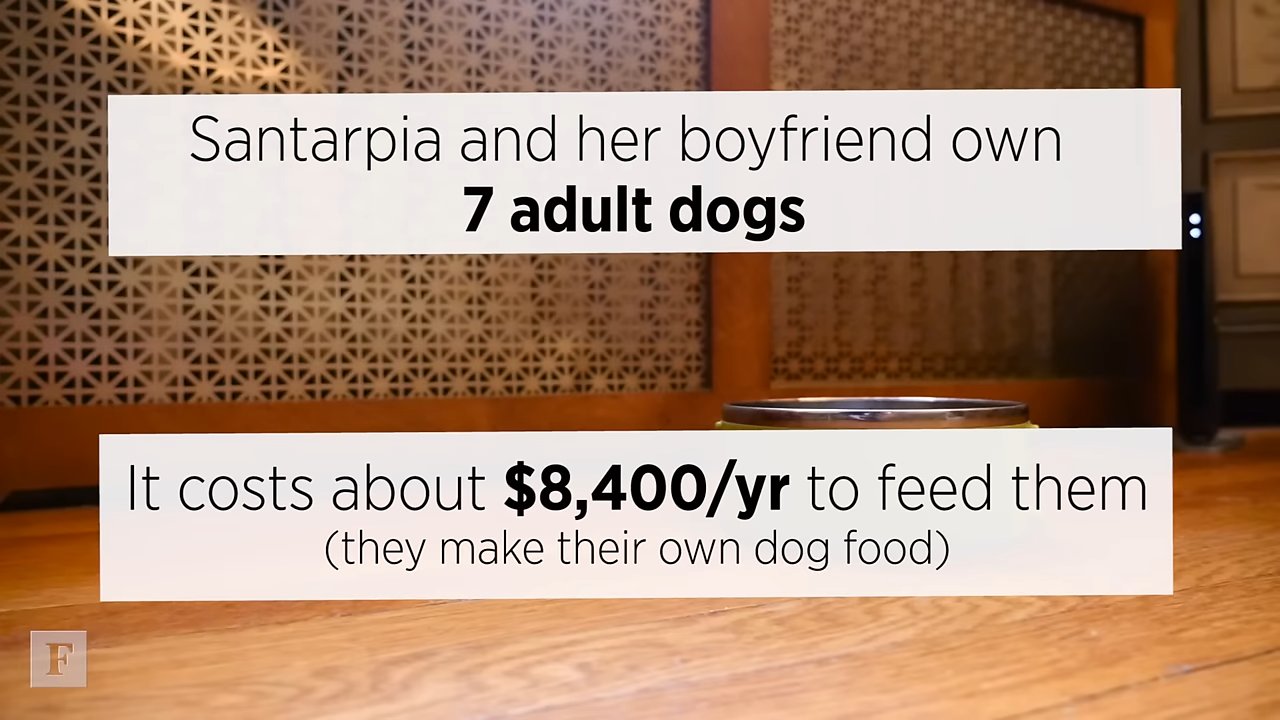 Santarpia and her boyfriend own
7 adult dogs
It costs about $8,400/yr to feed them
(they make their own dog food)
F